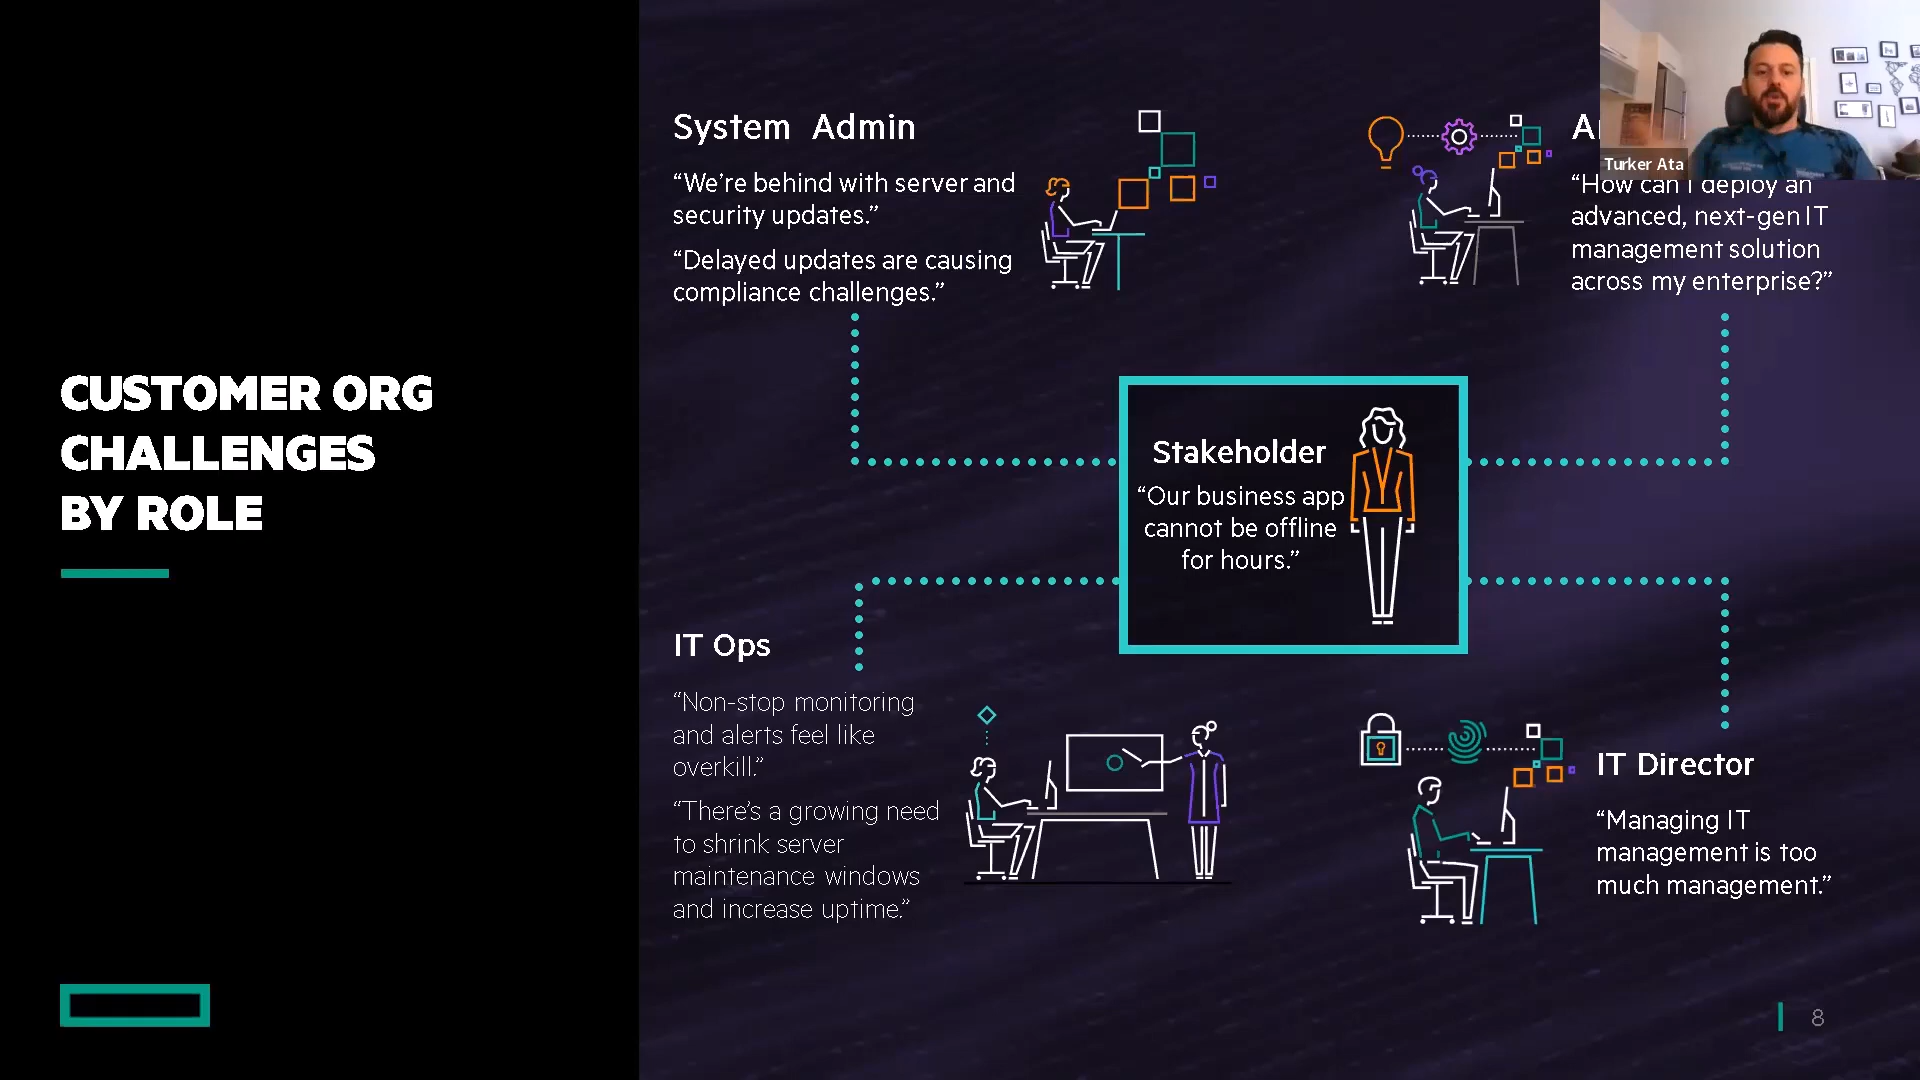 CUSTOMER ORG
CHALLENGES
BY ROLE
System Admin
“We’re behind with server and
security updates.”
“Delayed updates are causing
compliance challenges.”
Turker Ata
“How can I deploy an
advanced, next-gen IT
management solution
across my enterprise?”
Stakeholder
“Our business app
cannot be offline
for hours.”
IT Ops
“Non-stop monitoring
and alerts feel like
overkill.”
“There’s a growing need
to shrink server
maintenance windows
and increase uptime.”
IT Director
“Managing IT
management is too
much management.”
8